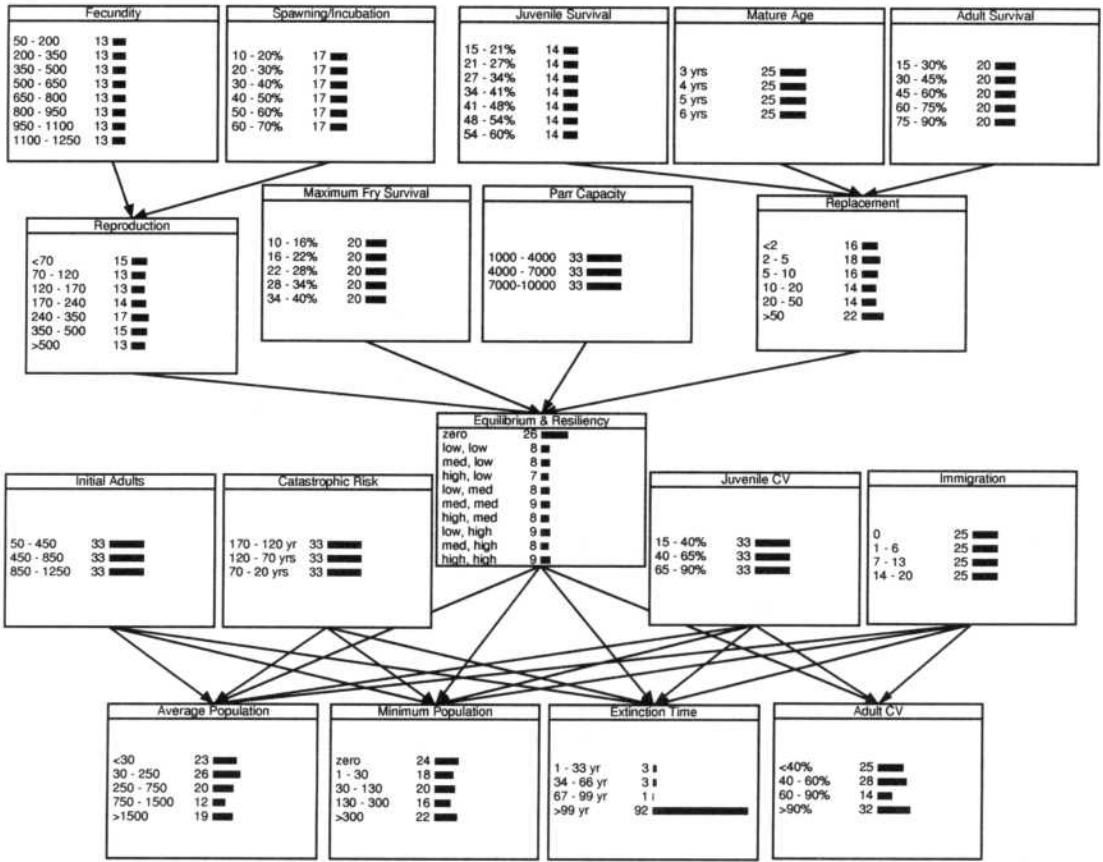 Fecundity
50 - 200 13
200 - 350 13
350 - 500 13
500 - 650 13
650 - 800 13
800 - 950 13
950 - 1100 13
1100 - 1250 13
Spawning/Incubation
10 - 20% 17
20 - 30% 17
30 - 40% 17
40 - 50% 17
50 - 60% 17
60 - 70% 17
Juvenile Survival
15 - 21% 14
21 - 27% 14
27 - 34% 14
34 - 41% 14
41 - 48% 14
48 - 54% 14
54 - 60% 14
Mature Age
3 yrs 25
4 yrs 25
5 yrs 25
6 yrs 25
Adult Survival
15 - 30% 20
30 - 45% 20
45 - 60% 20
60 - 75% 20
75 - 90% 20
Reproduction
<70 15
70 - 120 13
120 - 170 13
170 - 240 14
240 - 350 17
350 - 500 15
>500 13
Maximum Fry Survival
10 - 16% 20
16 - 22% 20
22 - 28% 20
28 - 34% 20
34 - 40% 20
Parr Capacity
1000 - 4000 33
4000 - 7000 33
7000-10000 33
Replacement
<2 16
2 - 5 18
5 - 10 16
10 - 20 14
20 - 50 14
>50 22
Equilibrium & Resiliency
zero 26
low, low 8
med, low 8
high, low 7
low, med 8
med, med 9
high, med 8
low, high 9
med, high 8
high, high 9
Initial Adults
50 - 450 33
450 - 850 33
850 - 1250 33
Catastrophic Risk
170 - 120 yr 33
120 - 70 yrs 33
70 - 20 yrs 33
Juvenile CV
15 - 40% 33
40 - 65% 33
65 - 90% 33
Immigration
0 25
1 - 6 25
7 - 13 25
14 - 20 25
Average Population
<30 23
30 - 250 26
250 - 750 20
750 - 1500 12
>1500 19
Minimum Population
zero 24
1 - 30 18
30 - 130 20
130 - 300 16
>300 22
Extinction Time
1 - 33 yr 3
34 - 66 yr 3
67 - 99 yr 1
>99 yr 92
Adult CV
<40% 25
40 - 60% 28
60 - 90% 14
>90% 32